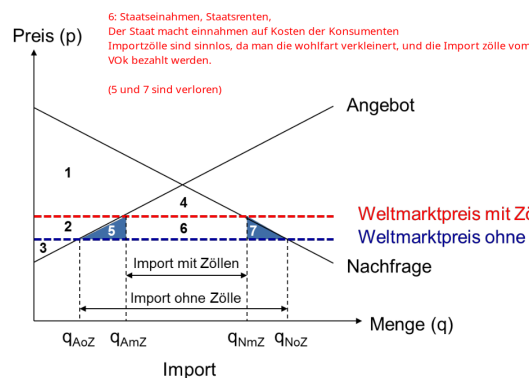 6: Staatseinahmen, Staatsrenten,
Der Staat macht einnahmen auf Kosten der Konsumenten
Importzölle sind sinnlos, da man die wohlfart verkleinert, und die Import zölle vom
VOk bezahlt werden.
(5 und 7 sind verloren)
Preis (p)
Angebot
1
4
Weltmarktpreis mit Zö
2
5
6
7
Weltmarktpreis ohne
3
Import mit Zöllen
Nachfrage
Import ohne Zölle
Menge (q)
qAoZ qAmZ qNmZ qNoZ
Import